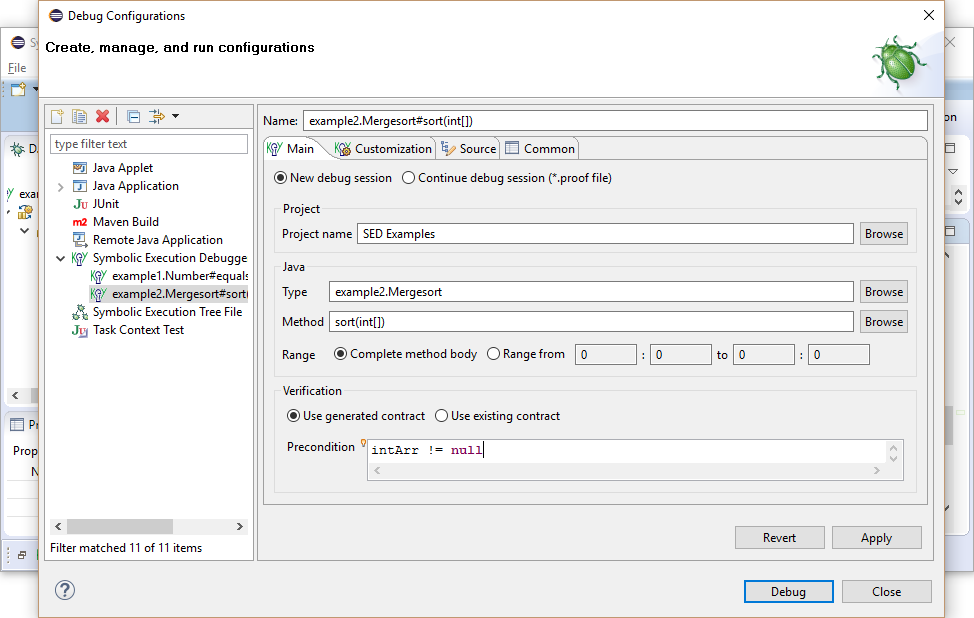 Debug Configurations
Create, manage, and run configurations
File
Name: example2.Mergesort#sort(int[])
type filter text
Main Customization Source Common
Java Applet
Java Application
JUnit
Maven Build
Remote Java Application
Symbolic Execution Debugge
example1.Number#equals
example2.Mergesort#sort(
Symbolic Execution Tree File
Task Context Test
Filter matched 11 of 11 items
New debug session Continue debug session (*.proof file)
Project
Project name SED Examples Browse
Java
Type example2.Mergesort Browse
Method sort(int[]) Browse
Range Complete method body Range from 0 : 0 to 0 : 0
Verification
Use generated contract Use existing contract
Precondition intArr != null
Revert Apply
Debug Close